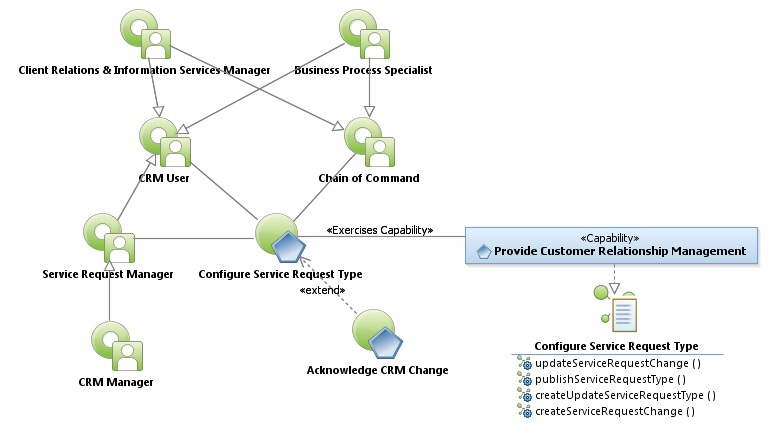 Client Relations & Information Services Manager
Business Process Specialist
CRM User
Chain of Command
«Exercises Capability»
«Capability»
Provide Customer Relationship Management
Service Request Manager
Configure Service Request Type
«extend»
Configure Service Request Type
updateServiceRequestChange ( )
publishServiceRequestType ( )
createUpdateServiceRequestType ( )
createServiceRequestChange ( )
Acknowledge CRM Change
CRM Manager